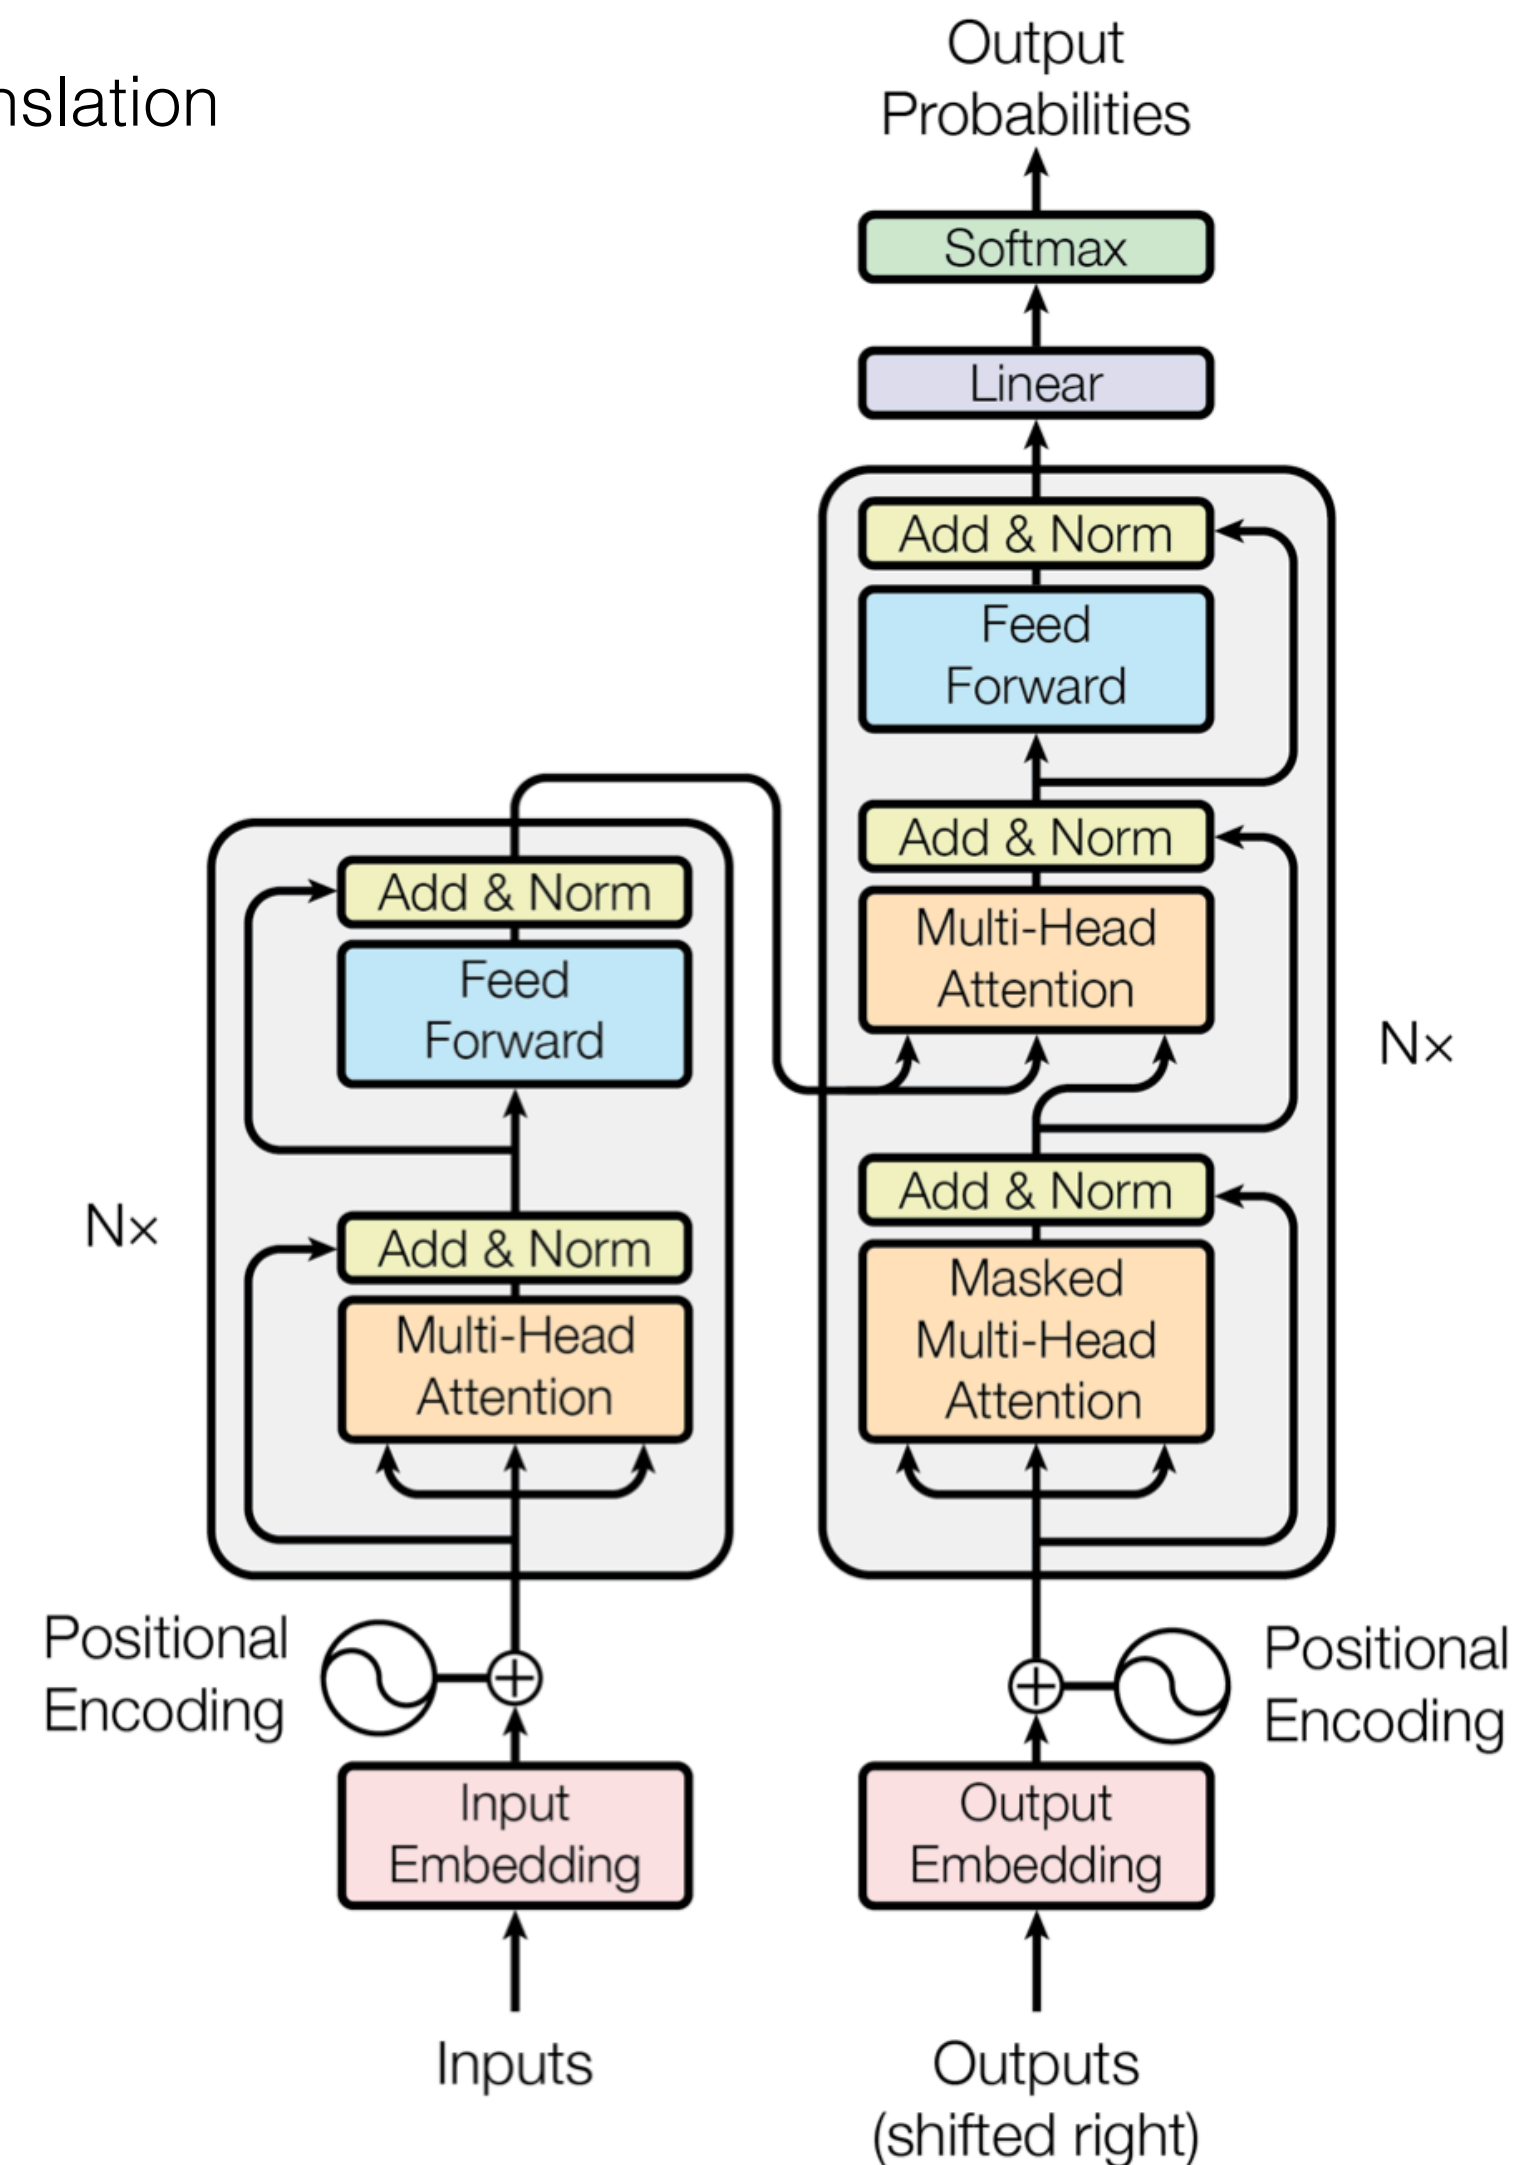 nslation
Output
Probabilities
Softmax
Linear
Add & Norm
Feed
Forward
Add & Norm
Multi-Head
Attention
Nx
Add & Norm
Masked
Multi-Head
Attention
Add & Norm
Feed
Forward
Nx
Add & Norm
Multi-Head
Attention
Positional
Encoding
Positional
Encoding
Input
Embedding
Output
Embedding
Inputs
Outputs
(shifted right)